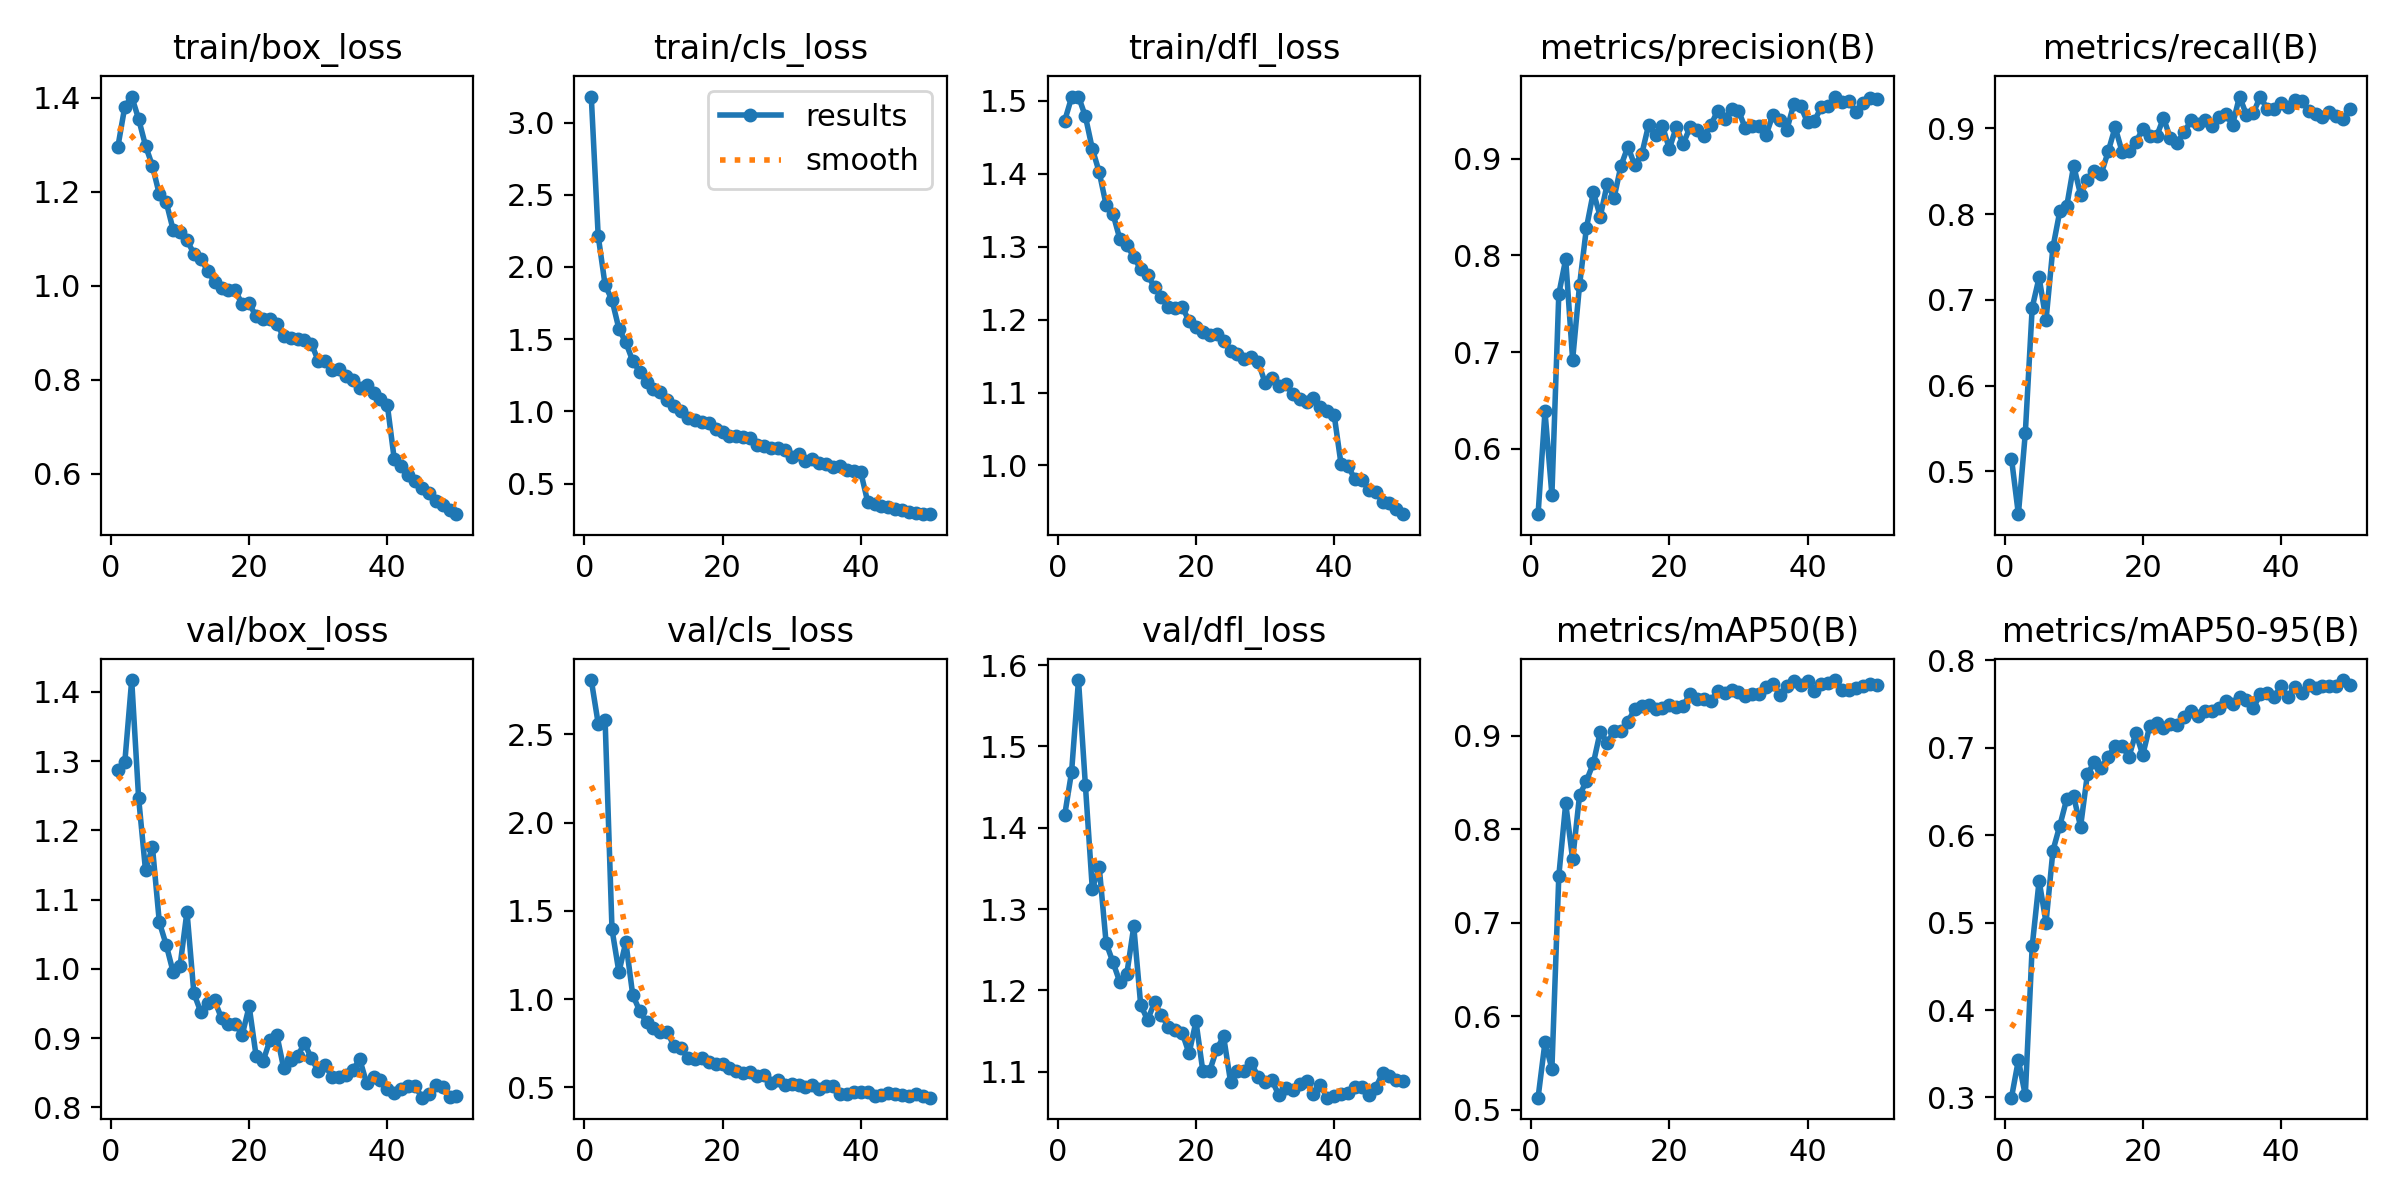 train/box_loss
1.4
1.2
1.0
0.8
0.6
0 20 40
train/cls_loss
results
smooth
3.0
2.5
2.0
1.5
1.0
0.5
0 20 40
train/dfl_loss
1.5
1.4
1.3
1.2
1.1
1.0
0 20 40
metrics/precision(B)
0.9
0.8
0.7
0.6
0 20 40
metrics/recall(B)
0.9
0.8
0.7
0.6
0.5
0 20 40
val/box_loss
1.4
1.3
1.2
1.1
1.0
0.9
0.8
0 20 40
val/cls_loss
2.5
2.0
1.5
1.0
0.5
0 20 40
val/dfl_loss
1.6
1.5
1.4
1.3
1.2
1.1
0 20 40
metrics/mAP50(B)
0.9
0.8
0.7
0.6
0.5
0 20 40
metrics/mAP50-95(B)
0.8
0.7
0.6
0.5
0.4
0.3
0 20 40